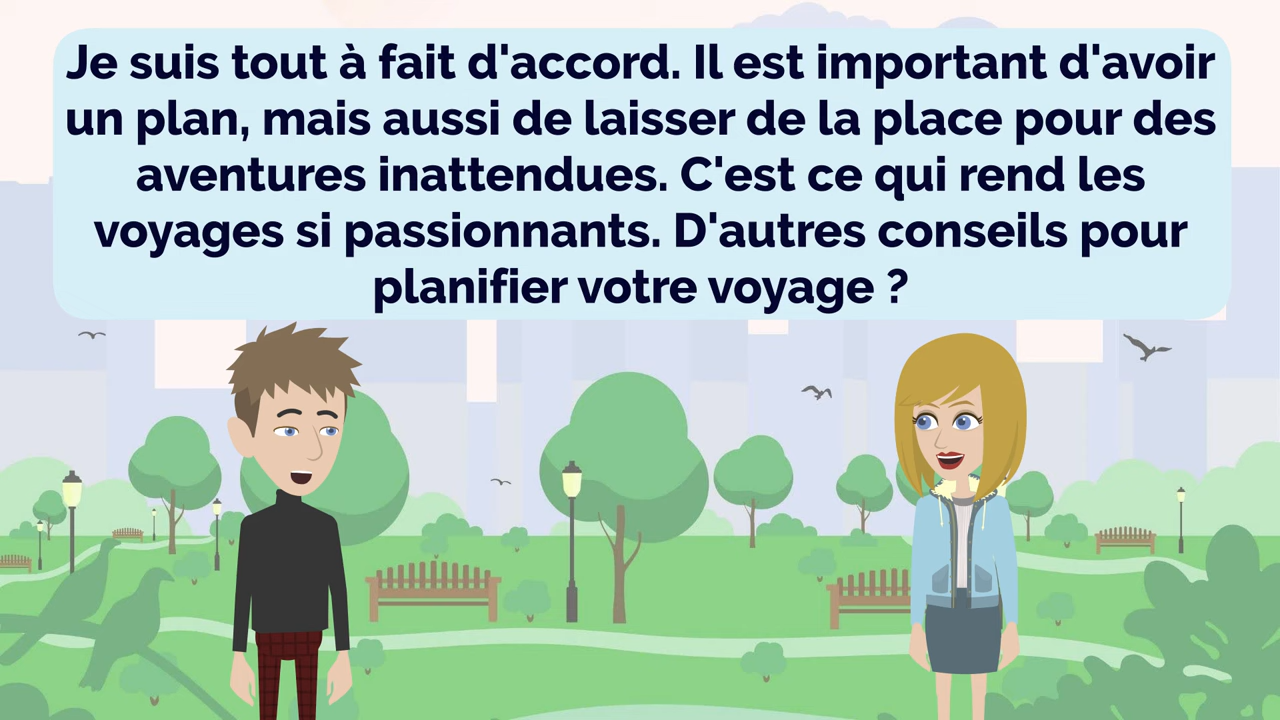 Je suis tout à fait d'accord. Il est important d'avoir
un plan, mais aussi de laisser de la place pour des
aventures inattendues. C'est ce qui rend les
voyages si passionnants. D'autres conseils pour
planifier votre voyage ?